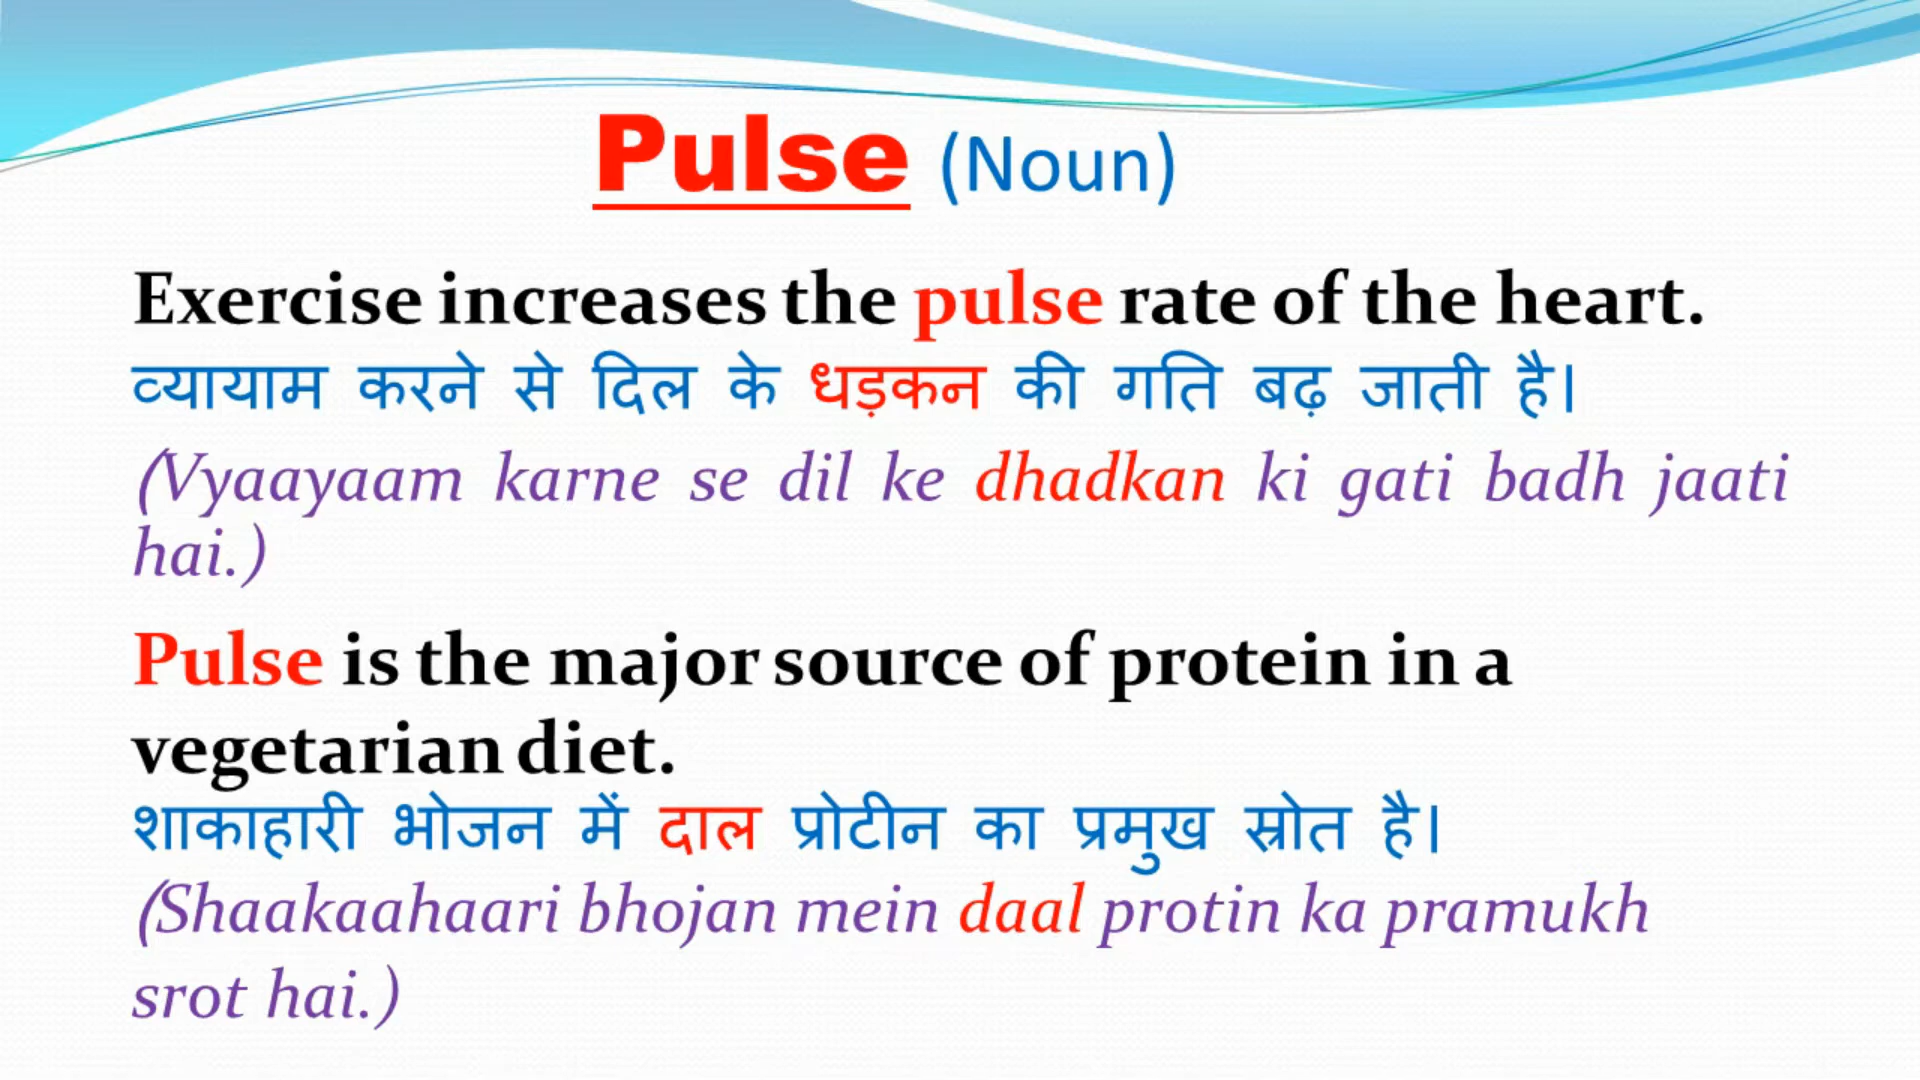 Pulse (Noun)
Exercise increases the pulse rate of the heart.
व्यायाम करने से दिल के धड़कन की गति बढ़ जाती है।
(Vyaayaam karne se dil ke dhadkan ki gati badh jaati
hai.)
Pulse is the major source of protein in a
vegetarian diet.
शाकाहारी भोजन में दाल प्रोटीन का प्रमुख स्रोत है।
(Shaakaahaari bhojan mein daal protin ka pramukh
srot hai.)